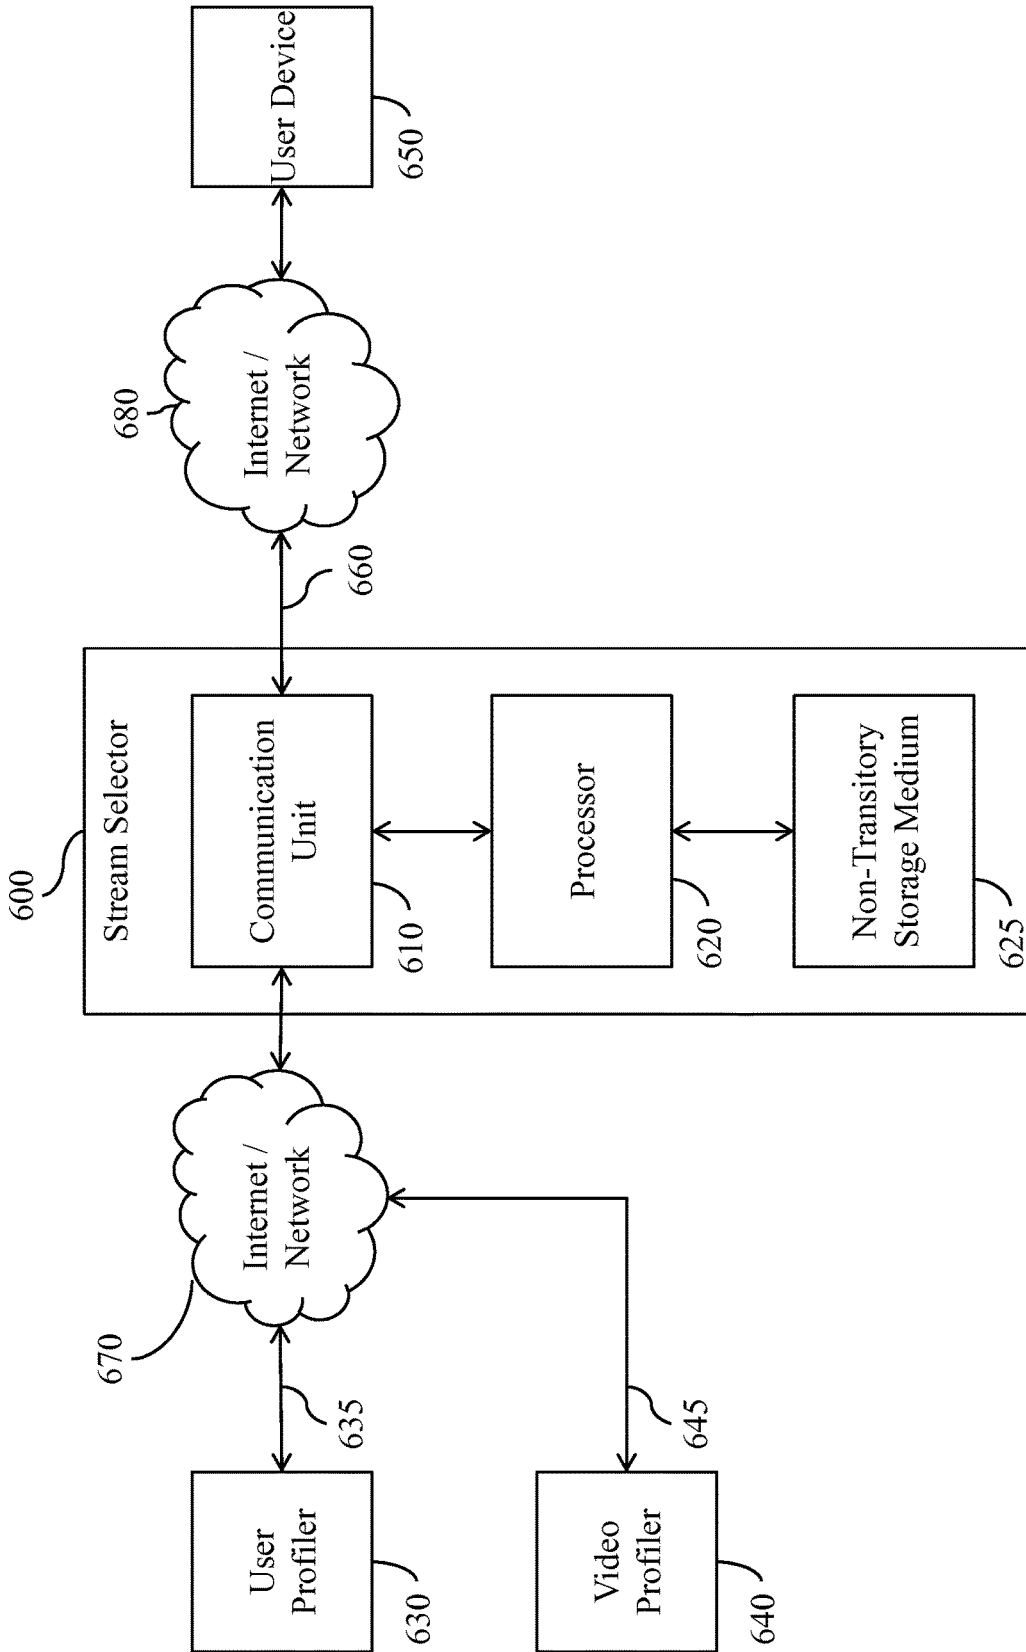 600
Stream Selector
670
680
User
Profiler
630
635
Internet /
Network
Communication
Unit
610
660
Internet /
Network
User Device
650
Video
Profiler
640
645
Processor
620
Non-Transitory
Storage Medium
625